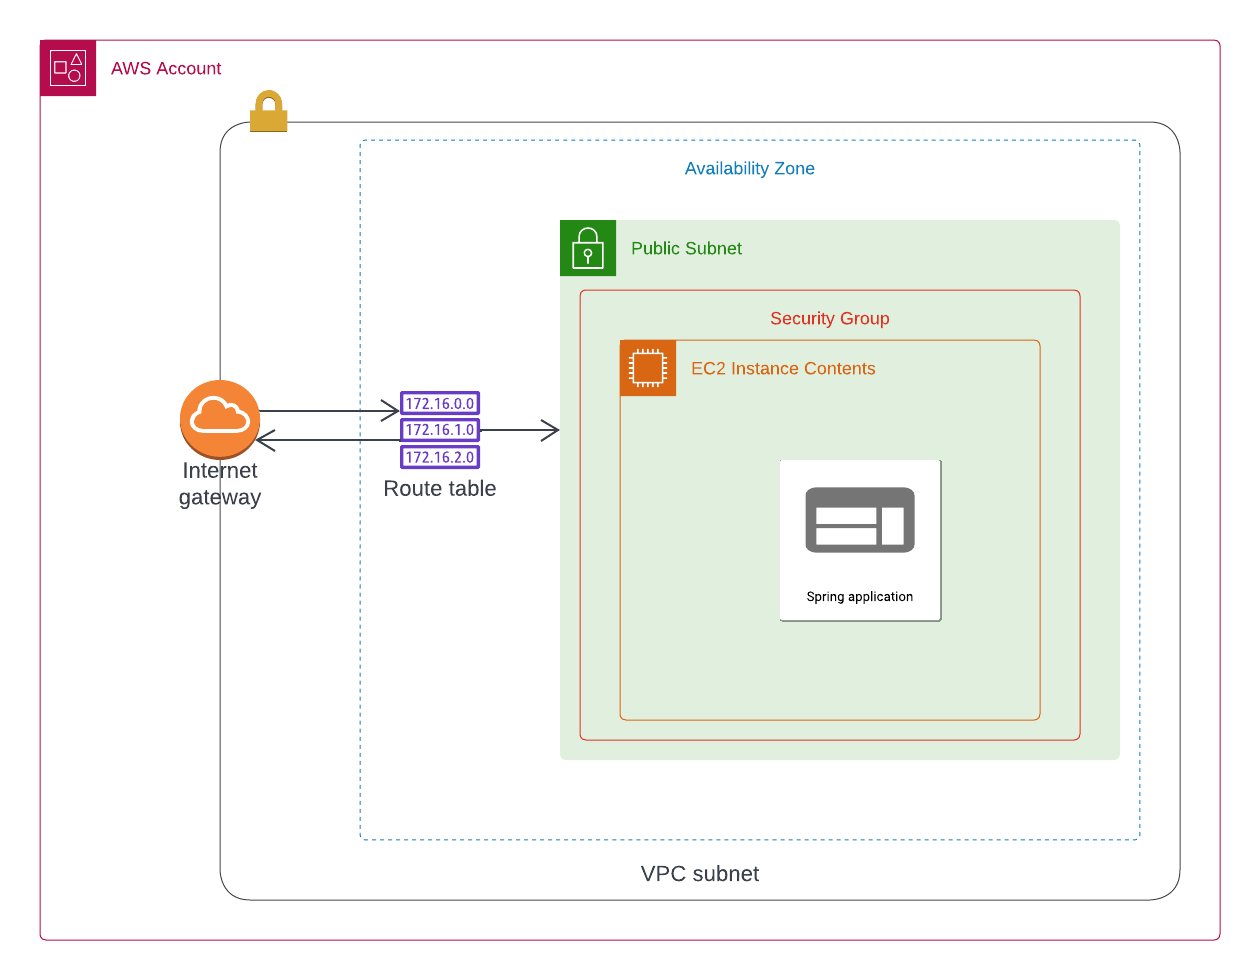 AWS Account
Availability Zone
Public Subnet
Security Group
EC2 Instance Contents
172.16.0.0
172.16.1.0
172.16.2.0
Route table
Internet
gateway
Spring application
VPC subnet